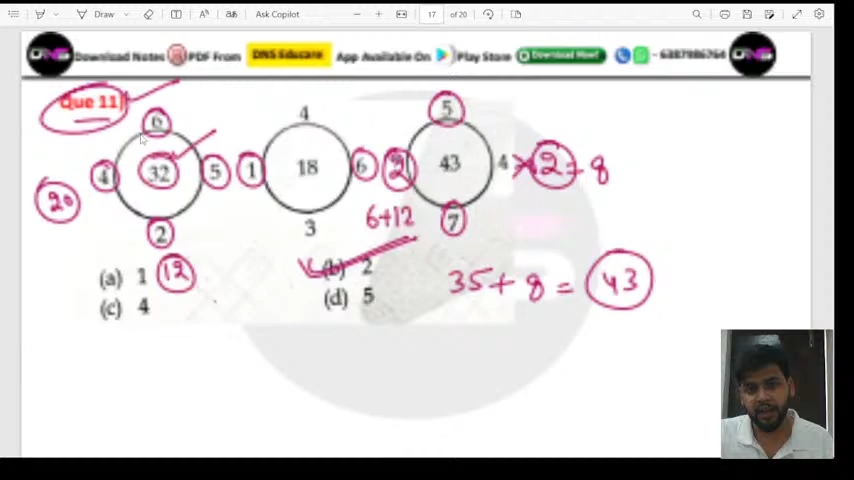 Draw
Ask Copilot
17 of 20
Download Notes PDF From DNS Educare App Available On Play Store Download Now! - 6387986764
Que 11)
6 4 5
4 32 5 1 18 6 2 43 4 × 2 = 8
20
2 3 7
6+12
(a) 1 (b) 2
12
(c) 4 (d) 5
35 + 8 = 43